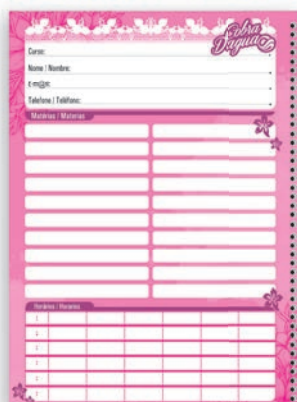 Cobra
D'agua
Curso:
Nome / Nombre:
E-m@il:
Telefone / Teléfono:
Matérias / Materias
Horários / Horarios